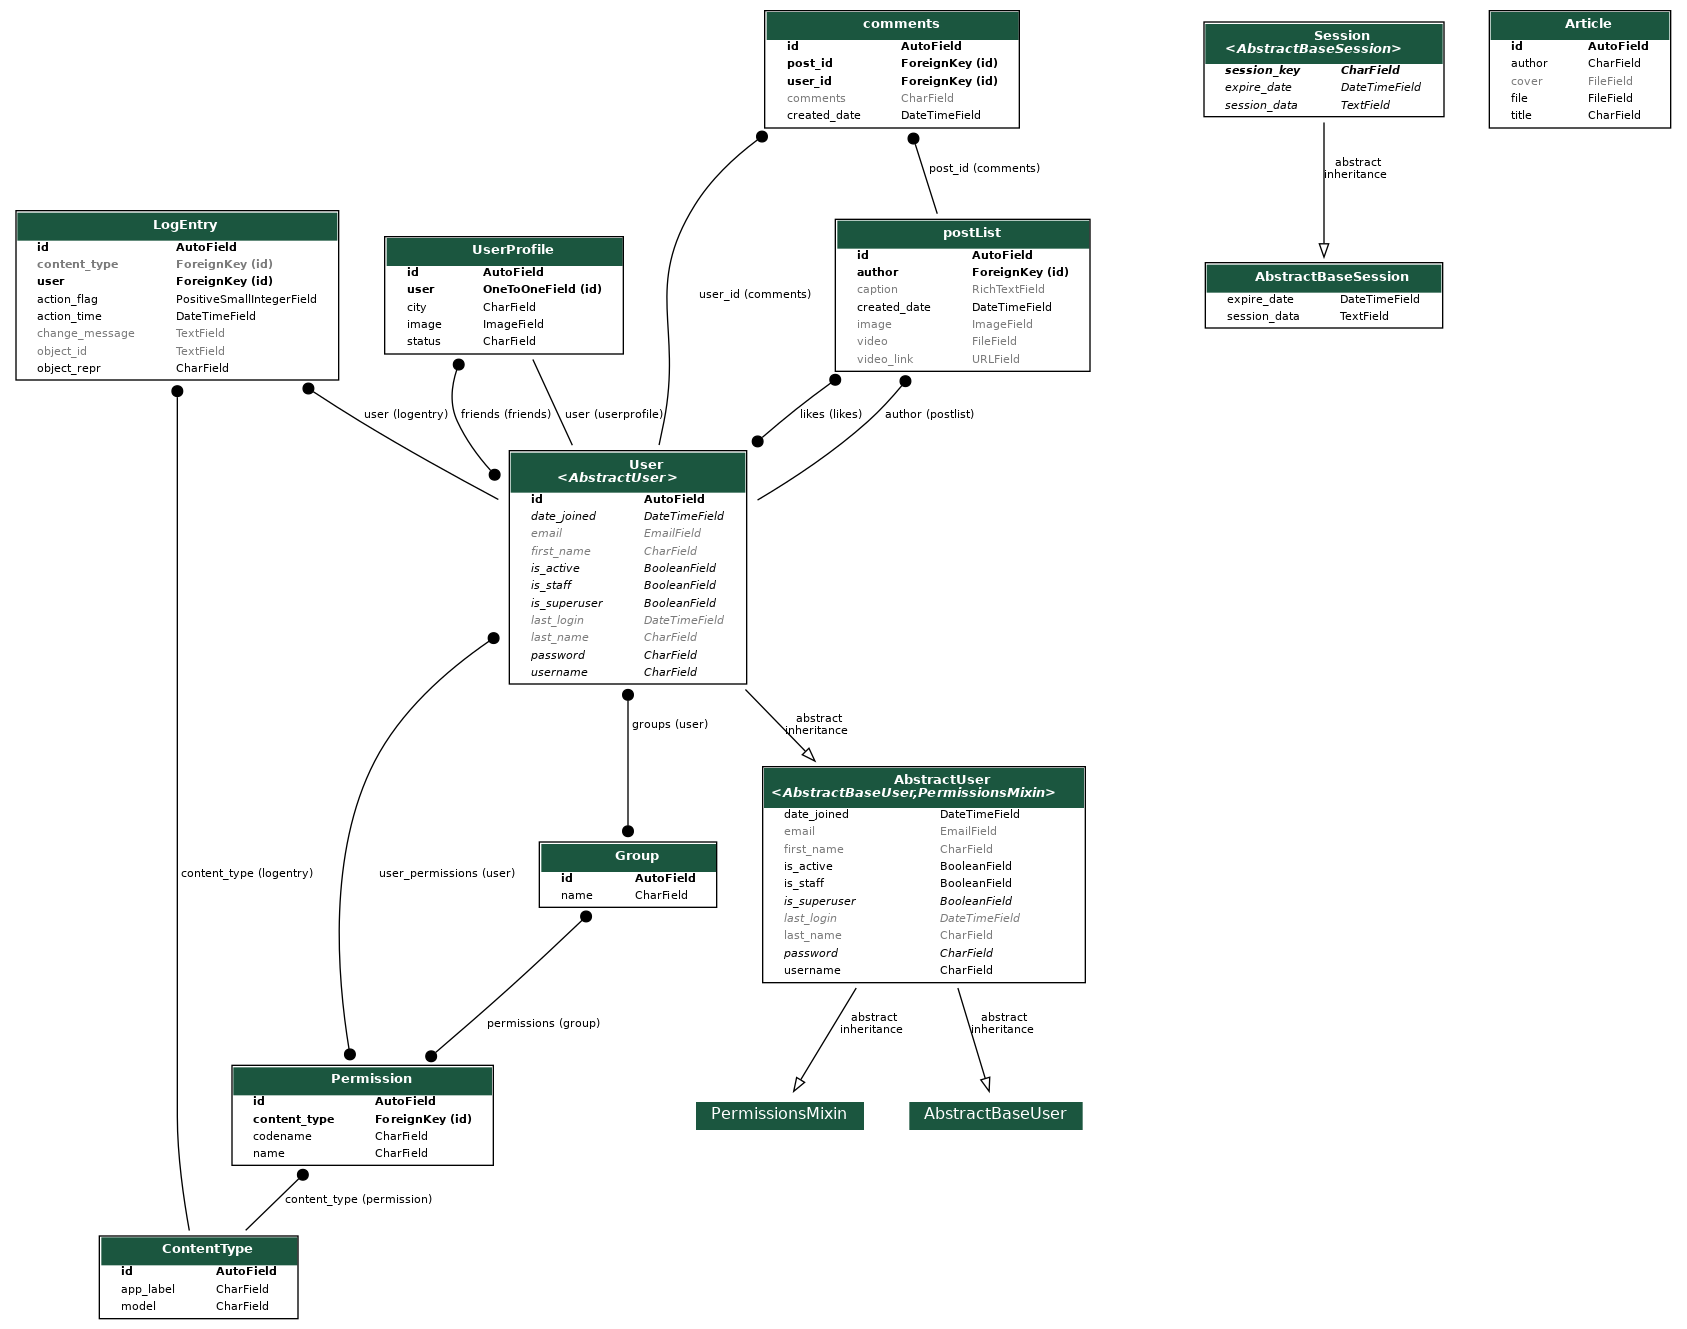 comments
id AutoField
post_id ForeignKey (id)
user_id ForeignKey (id)
comments CharField
created_date DateTimeField
Session
<AbstractBaseSession>
session_key CharField
expire_date DateTimeField
session_data TextField
Article
id AutoField
author CharField
cover FileField
file FileField
title CharField
post_id (comments)
abstract
inheritance
LogEntry
id AutoField
content_type ForeignKey (id)
user ForeignKey (id)
action_flag PositiveSmallIntegerField
action_time DateTimeField
change_message TextField
object_id TextField
object_repr CharField
UserProfile
id AutoField
user OneToOneField (id)
city CharField
image ImageField
status CharField
user_id (comments)
postList
id AutoField
author ForeignKey (id)
caption RichTextField
created_date DateTimeField
image ImageField
video FileField
video_link URLField
AbstractBaseSession
expire_date DateTimeField
session_data TextField
user (logentry)
friends (friends)
user (userprofile)
likes (likes)
author (postlist)
User
<AbstractUser>
id AutoField
date_joined DateTimeField
email EmailField
first_name CharField
is_active BooleanField
is_staff BooleanField
is_superuser BooleanField
last_login DateTimeField
last_name CharField
password CharField
username CharField
groups (user)
abstract
inheritance
AbstractUser
<AbstractBaseUser,PermissionsMixin>
date_joined DateTimeField
email EmailField
first_name CharField
is_active BooleanField
is_staff BooleanField
is_superuser BooleanField
last_login DateTimeField
last_name CharField
password CharField
username CharField
content_type (logentry)
user_permissions (user)
Group
id AutoField
name CharField
permissions (group)
abstract
inheritance
abstract
inheritance
Permission
id AutoField
content_type ForeignKey (id)
codename CharField
name CharField
PermissionsMixin
AbstractBaseUser
content_type (permission)
ContentType
id AutoField
app_label CharField
model CharField